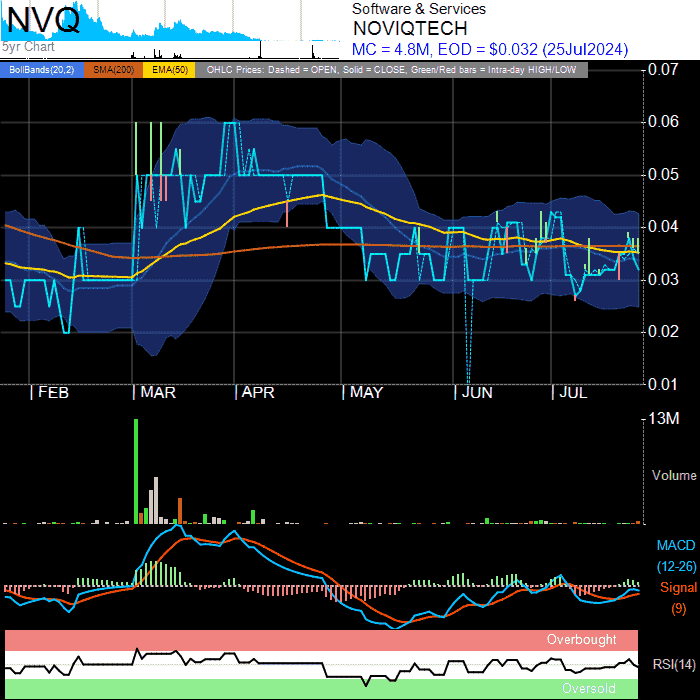 NVQ
5yr Chart
Software & Services
NOVIQTECH
MC = 4.8M, EOD = $0.032 (25Jul2024)
BollBands(20,2) SMA(200) EMA(50) OHLC Prices: Dashed = OPEN, Solid = CLOSE, Green/Red bars = Intra-day HIGH/LOW
0.07
0.06
0.05
0.04
0.03
0.02
0.01
FEB MAR APR MAY JUN JUL
13M
Volume
MACD
(12-26)
Signal
(9)
Overbought
RSI(14)
Oversold